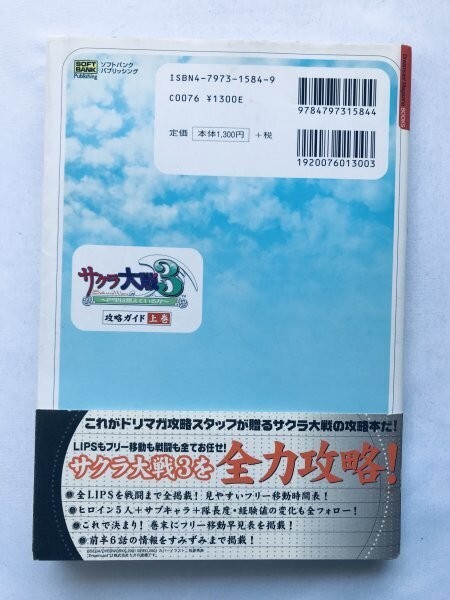 SOFT BANK Publishing
ソフトバンク
パブリッシング
ISBN4-7973-1584-9
C0076 ¥1300E
定価 本体1,300円 +税
9784797315844
1920076013003
サクラ大戦3
～巴里は燃えているか～
攻略ガイド 上巻
これがドリマガ攻略スタッフが贈るサクラ大戦の攻略本だ!
LIPSもフリー移動も戦闘も全てお任せ!
サクラ大戦3を全力攻略!
●全LIPSを戦闘まで全掲載! 見やすいフリー移動時間表!
●ヒロイン5人+サブキャラ+隊長度・経験値の変化も全フォロー!
●これで決まり! 巻末にフリー移動早見表を掲載!
●前半6話の情報をすみずみまで掲載!